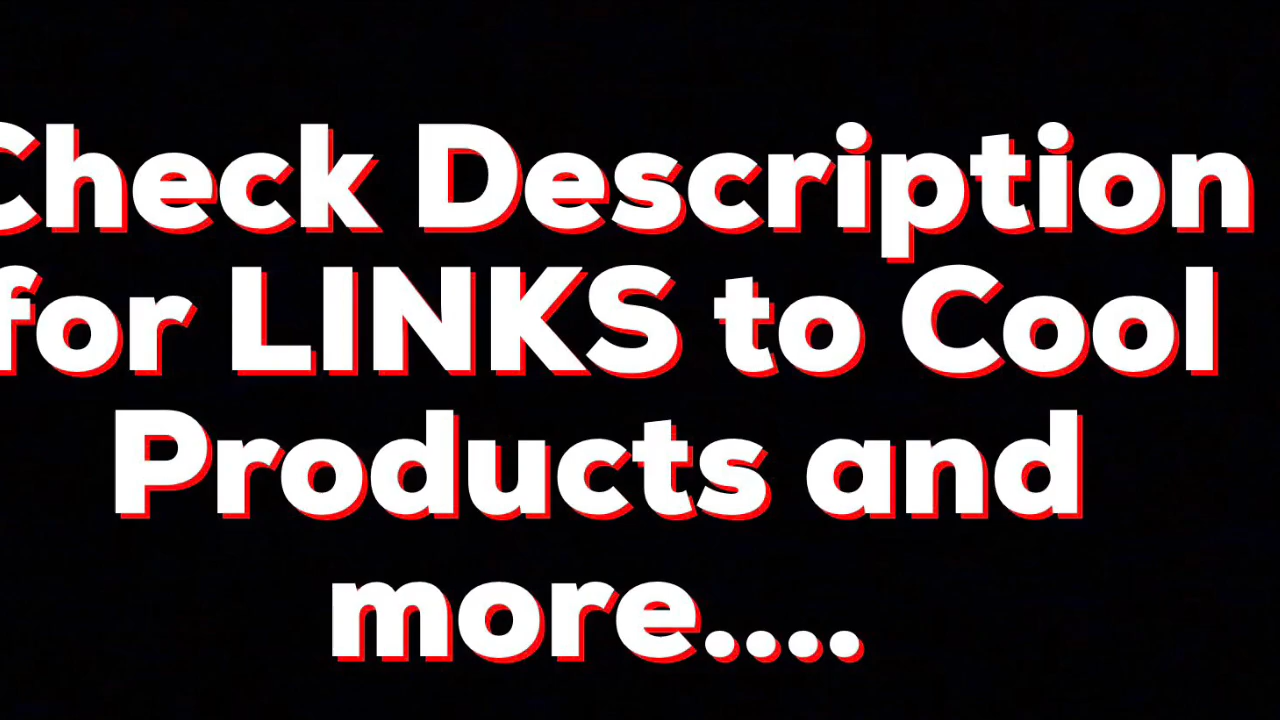 Check Description
for LINKS to Cool
Products and
more....